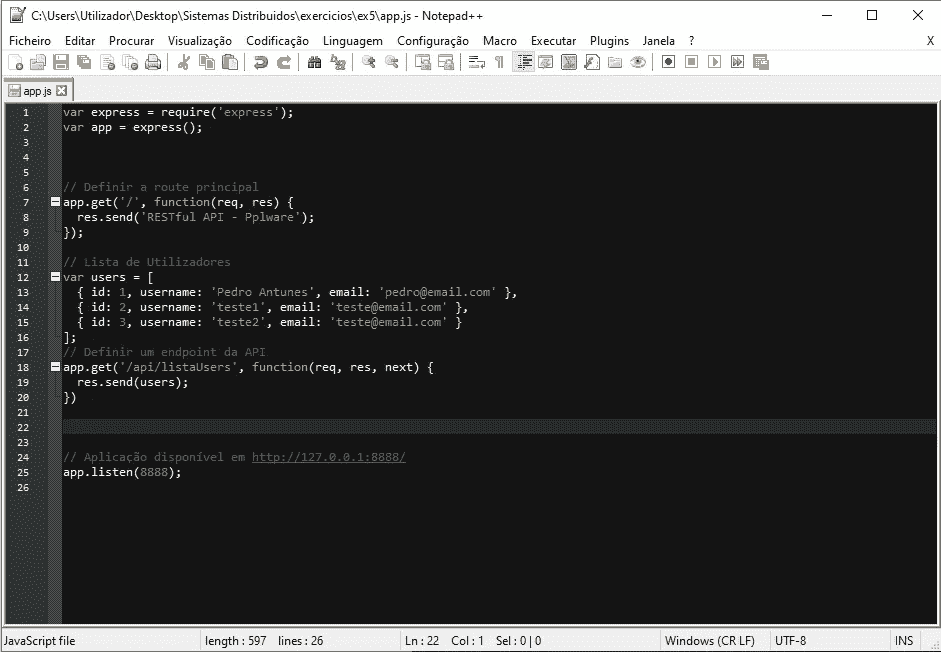 C:\Users\Utilizador\Desktop\Sistemas Distribuidos\exercicios\ex5\app.js - Notepad++
Ficheiro Editar Procurar Visualização Codificação Linguagem Configuração Macro Executar Plugins Janela ? X
app.js
1 var express = require('express');
2 var app = express();
3
4
5
6 // Definir a route principal
7 app.get('/', function(req, res) {
8   res.send('RESTful API - Pplware');
9 });
10
11 // Lista de Utilizadores
12 var users = [
13   { id: 1, username: 'Pedro Antunes', email: 'pedro@email.com' },
14   { id: 2, username: 'teste1', email: 'teste@email.com' },
15   { id: 3, username: 'teste2', email: 'teste@email.com' }
16 ];
17 // Definir um endpoint da API
18 app.get('/api/listaUsers', function(req, res, next) {
19   res.send(users);
20 })
21
22
23
24 // Aplicação disponível em http://127.0.0.1:8888/
25 app.listen(8888);
26
JavaScript file length : 597 lines : 26 Ln : 22 Col : 1 Sel : 0 | 0 Windows (CR LF) UTF-8 INS